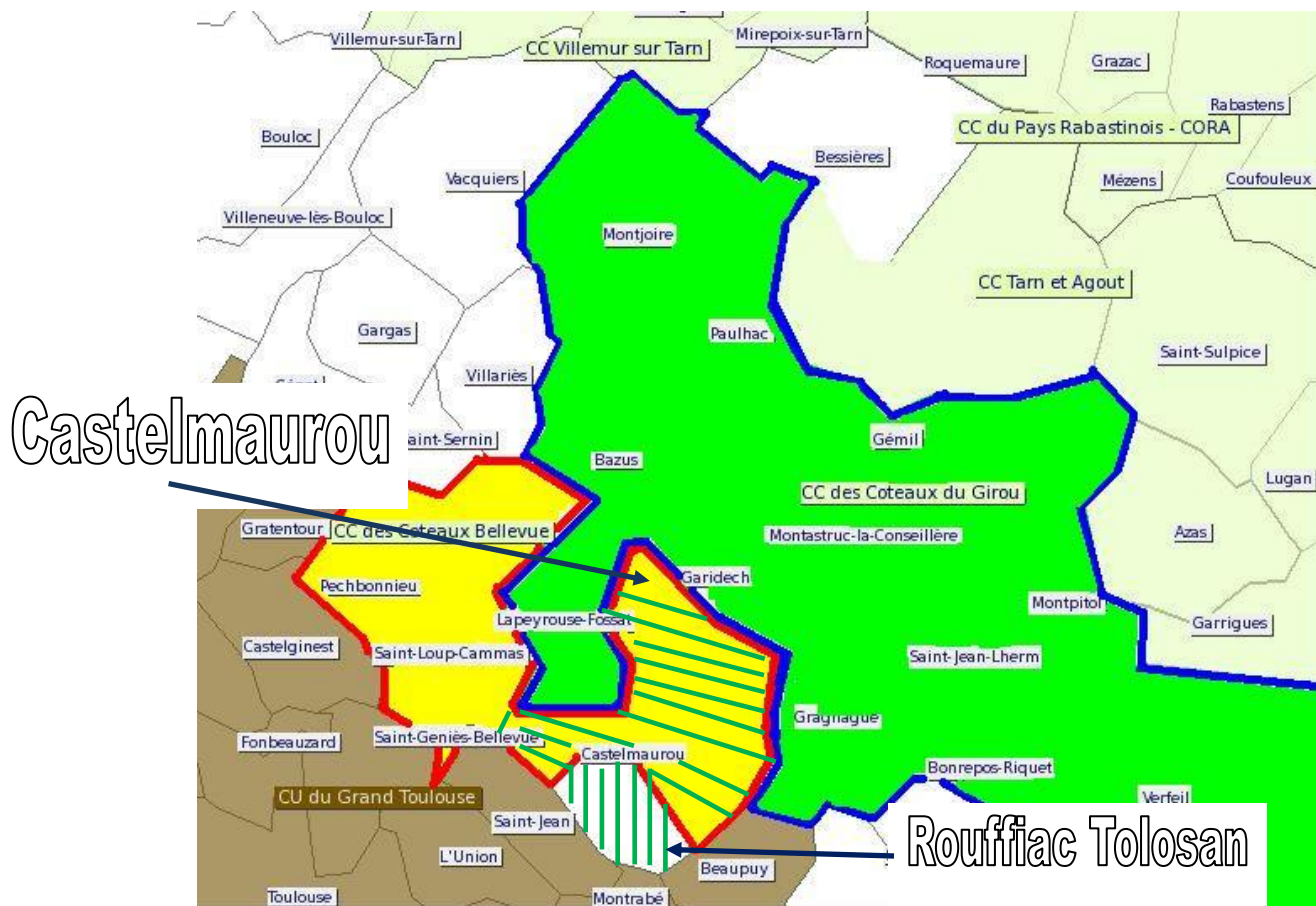 Villemur-sur-Tarn
CC Villemur sur Tarn
Mirepoix-sur-Tarn
Roquemaure
Grazac
Rabastens
Bouloc
CC du Pays Rabastinois - CORA
Bessières
Vacquiers
Mézens
Coufouleux
Villeneuve-lès-Bouloc
Montjoire
CC Tarn et Agout
Gargas
Paulhac
Saint-Sulpice
Villariès
Castelmaurou
aint-Sernin
Gémil
Bazus
Lugan
CC des Coteaux du Girou
Gratentour
CC des Coteaux Bellevue
Montastruc-la-Conseillère
Azas
Garidech
Pechbonnieu
Montpitol
Lapeyrouse-Fossat
Garrigues
Castelginest
Saint-Loup-Cammas
Saint-Jean-Lherm
Gragnague
Fonbeauzard
Saint-Geniès-Bellevue
Castelmaurou
Bonrepos-Riquet
CU du Grand Toulouse
Verfeil
Saint-Jean
Rouffiac Tolosan
L'Union
Beaupuy
Toulouse
Montrabé